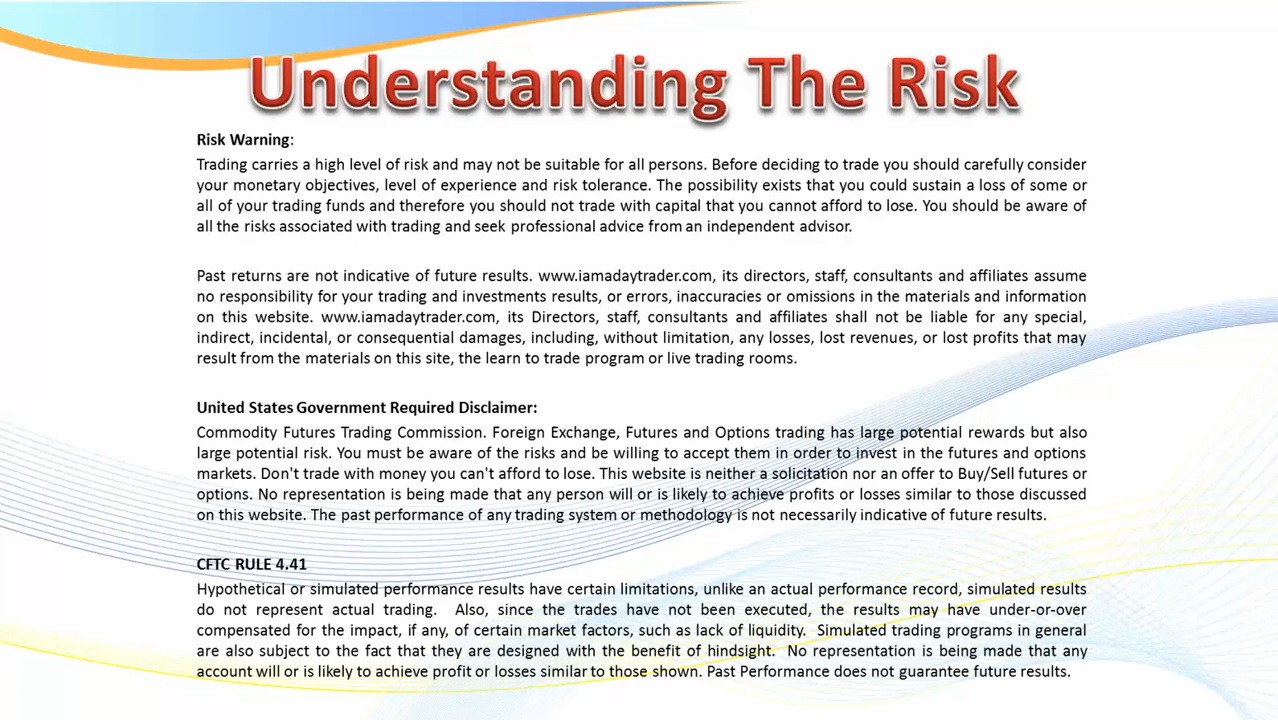 Understanding The Risk
Risk Warning:
Trading carries a high level of risk and may not be suitable for all persons. Before deciding to trade you should carefully consider
your monetary objectives, level of experience and risk tolerance. The possibility exists that you could sustain a loss of some or
all of your trading funds and therefore you should not trade with capital that you cannot afford to lose. You should be aware of
all the risks associated with trading and seek professional advice from an independent advisor.
Past returns are not indicative of future results. www.iamadaytrader.com, its directors, staff, consultants and affiliates assume
no responsibility for your trading and investments results, or errors, inaccuracies or omissions in the materials and information
on this website. www.iamadaytrader.com, its Directors, staff, consultants and affiliates shall not be liable for any special,
indirect, incidental, or consequential damages, including, without limitation, any losses, lost revenues, or lost profits that may
result from the materials on this site, the learn to trade program or live trading rooms.
United States Government Required Disclaimer:
Commodity Futures Trading Commission. Foreign Exchange, Futures and Options trading has large potential rewards but also
large potential risk. You must be aware of the risks and be willing to accept them in order to invest in the futures and options
markets. Don't trade with money you can't afford to lose. This website is neither a solicitation nor an offer to Buy/Sell futures or
options. No representation is being made that any person will or is likely to achieve profits or losses similar to those discussed
on this website. The past performance of any trading system or methodology is not necessarily indicative of future results.
CFTC RULE 4.41
Hypothetical or simulated performance results have certain limitations, unlike an actual performance record, simulated results
do not represent actual trading.  Also, since the trades have not been executed, the results may have under-or-over
compensated for the impact, if any, of certain market factors, such as lack of liquidity.  Simulated trading programs in general
are also subject to the fact that they are designed with the benefit of hindsight.  No representation is being made that any
account will or is likely to achieve profit or losses similar to those shown. Past Performance does not guarantee future results.